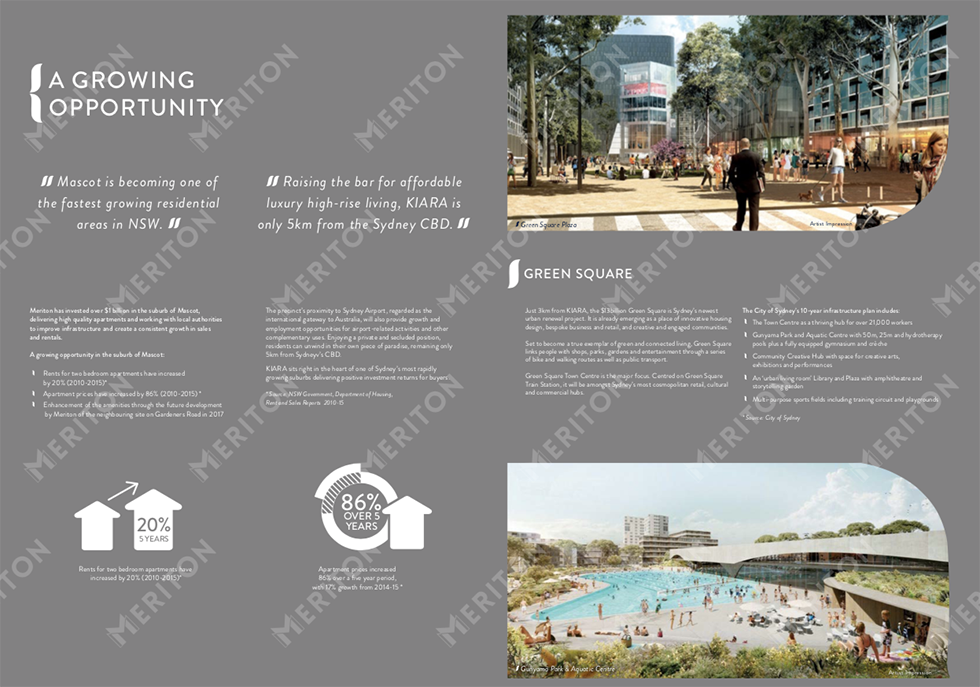 A GROWING
OPPORTUNITY
Mascot is becoming one of
the fastest growing residential
areas in NSW.
Raising the bar for affordable
luxury high-rise living, KIARA is
only 5km from the Sydney CBD.
Meriton has invested over $1 billion in the suburb of Mascot,
delivering high quality apartments and working with local authorities
to improve infrastructure and create a consistent growth in sales
and rentals.
A growing opportunity in the suburb of Mascot:
Rents for two bedroom apartments have increased
by 20% (2010-2015)*
Apartment prices have increased by 86% (2010-2015)*
Enhancement of the amenities through the future development
by Meriton of the neighbouring site on Gardeners Road in 2017
The precinct's proximity to Sydney Airport, regarded as the
international gateway to Australia, will also provide growth and
employment opportunities for airport-related activities and other
complementary uses. Enjoying a private and secluded position,
residents can unwind in their own piece of paradise, remaining only
5km from Sydney's CBD.
KIARA sits right in the heart of one of Sydney's most rapidly
growing suburbs delivering positive investment returns for buyers.
* Source: NSW Government, Department of Housing,
Rent and Sales Reports 2010-15
20%
5 YEARS
Rents for two bedroom apartments have
increased by 20% (2010-2015)*
86%
OVER 5
YEARS
Apartment prices increased
86% over a five year period,
with 17% growth from 2014-15 *
Green Square Plaza
Artist Impression
GREEN SQUARE
Just 3km from KIARA, the $13 billion Green Square is Sydney's newest
urban renewal project. It is already emerging as a place of innovative housing
design, bespoke business and retail, and creative and engaged communities.
Set to become a true exemplar of green and connected living, Green Square
links people with shops, parks, gardens and entertainment through a series
of bike and walking routes as well as public transport.
Green Square Town Centre is the major focus. Centred on Green Square
Train Station, it will be amongst Sydney's most cosmopolitan retail, cultural
and commercial hubs.
The City of Sydney's 10-year infrastructure plan includes:
The Town Centre as a thriving hub for over 21,000 workers
Gunyama Park and Aquatic Centre with 50m, 25m and hydrotherapy
pools plus a fully equipped gymnasium and crèche
Community Creative Hub with space for creative arts,
exhibitions and performances
An 'urban living room' Library and Plaza with amphitheatre and
storytelling garden
Multi-purpose sports fields including training circuit and playgrounds
* Source: City of Sydney
Gunyama Park & Aquatic Centre
Artist Impression
MERITON